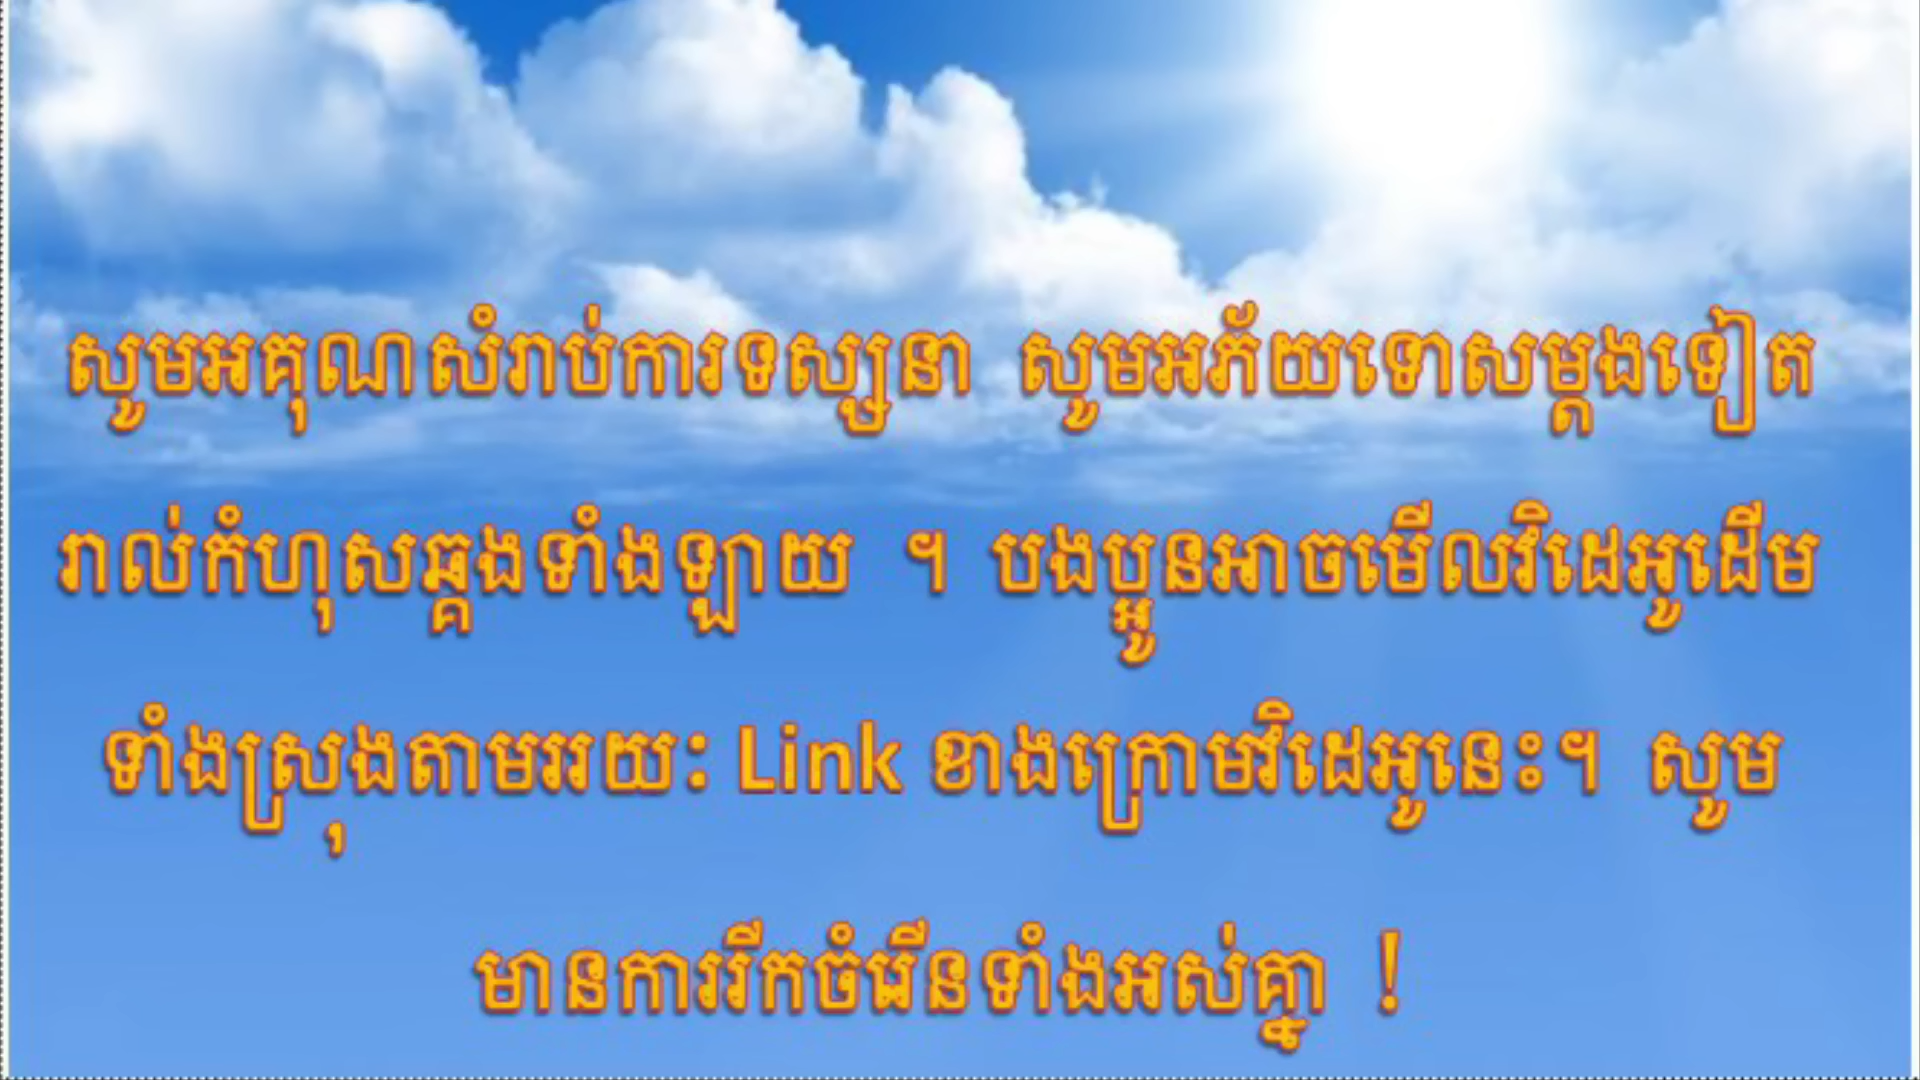 សូមអគុណសំរាប់ការទស្សនា សូមអភ័យទោសម្តងទៀត
រាល់កំហុសឆ្គងទាំងឡាយ ។ បងប្អូនអាចមើលវិដេអូដើម
ទាំងស្រុងតាមរយៈ Link ខាងក្រោមវិដេអូនេះ។ សូម
មានការរីកចំរើនទាំងអស់គ្នា !